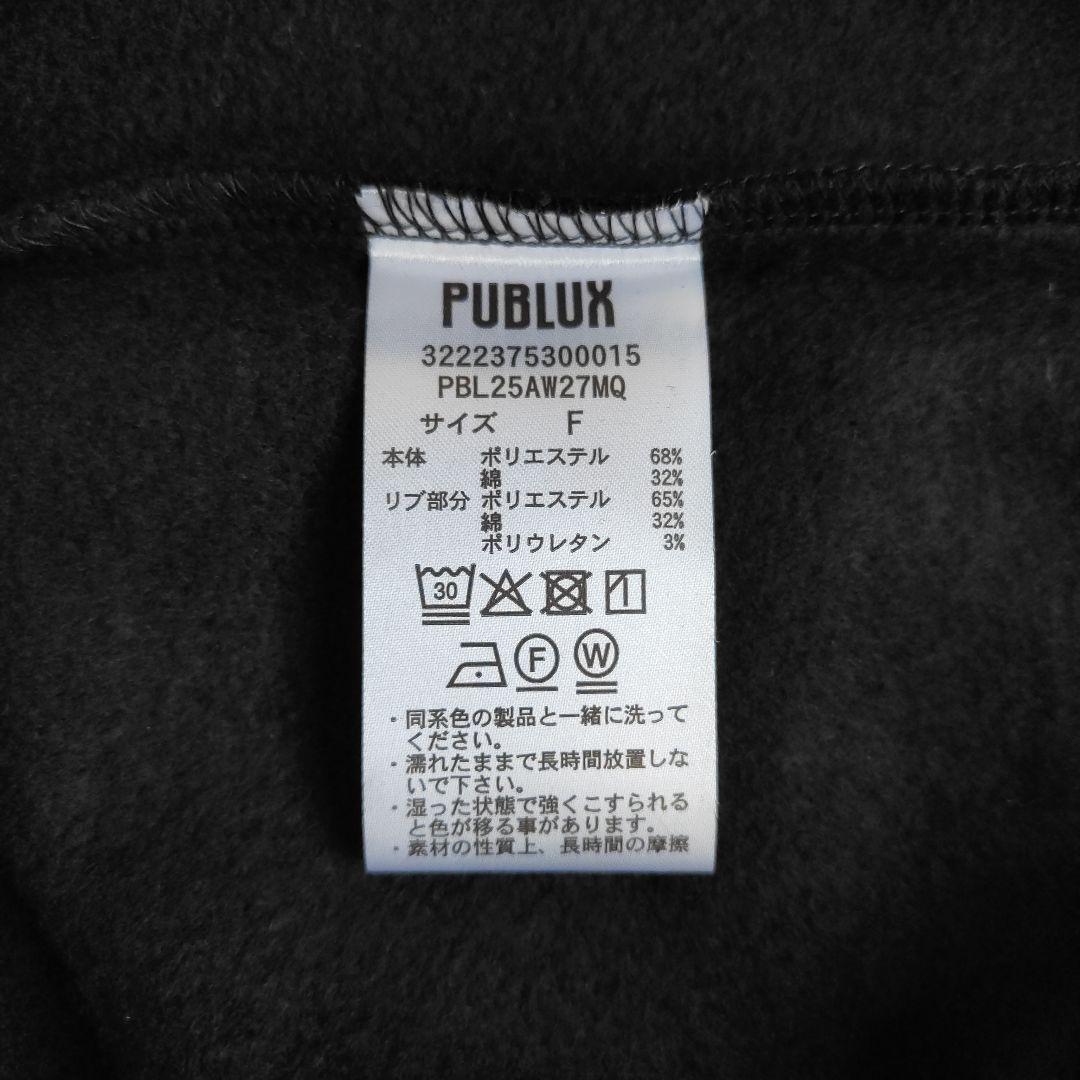 PUBLUX
3222375300015
PBL25AW27MQ
サイズ F
本体 ポリエステル 68%
綿 32%
リブ部分 ポリエステル 65%
綿 32%
ポリウレタン 3%
30
F W
・同系色の製品と一緒に洗って
ください。
・濡れたままで長時間放置しな
いで下さい。
・湿った状態で強くこすられる
と色が移る事があります。
・素材の性質上、長時間の摩擦